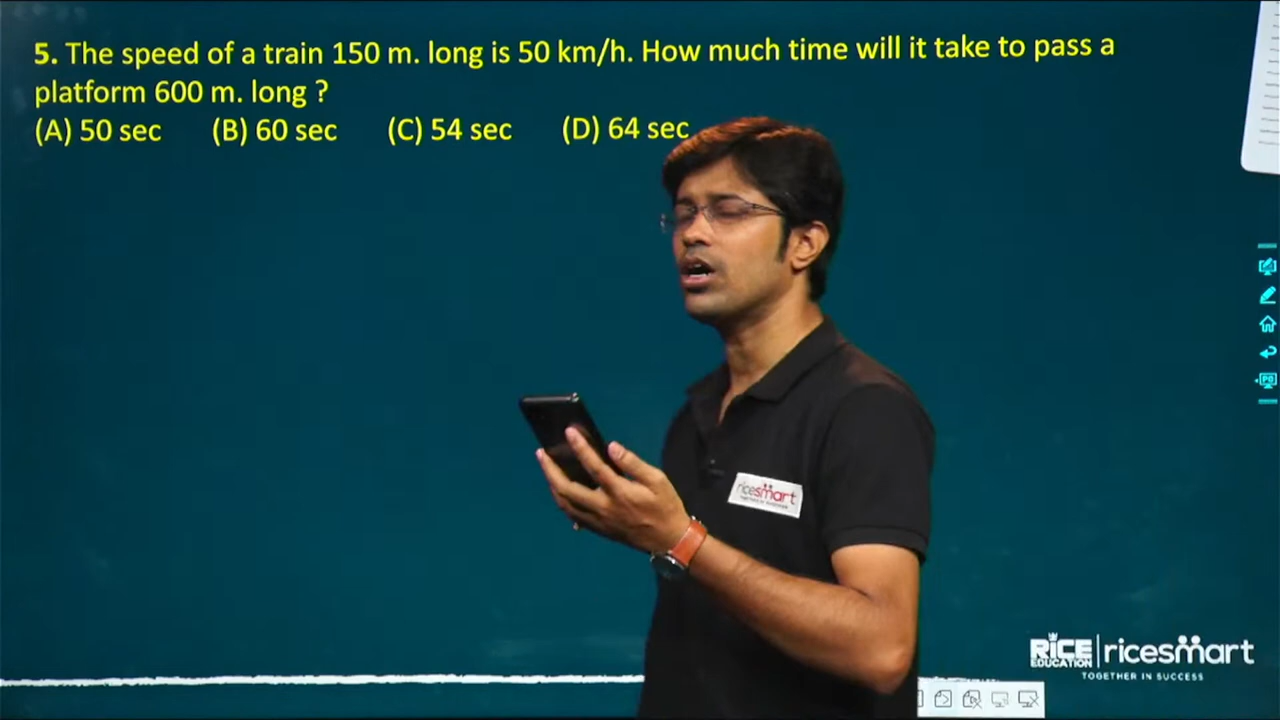 5. The speed of a train 150 m. long is 50 km/h. How much time will it take to pass a
platform 600 m. long ?
(A) 50 sec (B) 60 sec (C) 54 sec (D) 64 sec
ricesmart
RICE EDUCATION ricesmart
TOGETHER IN SUCCESS